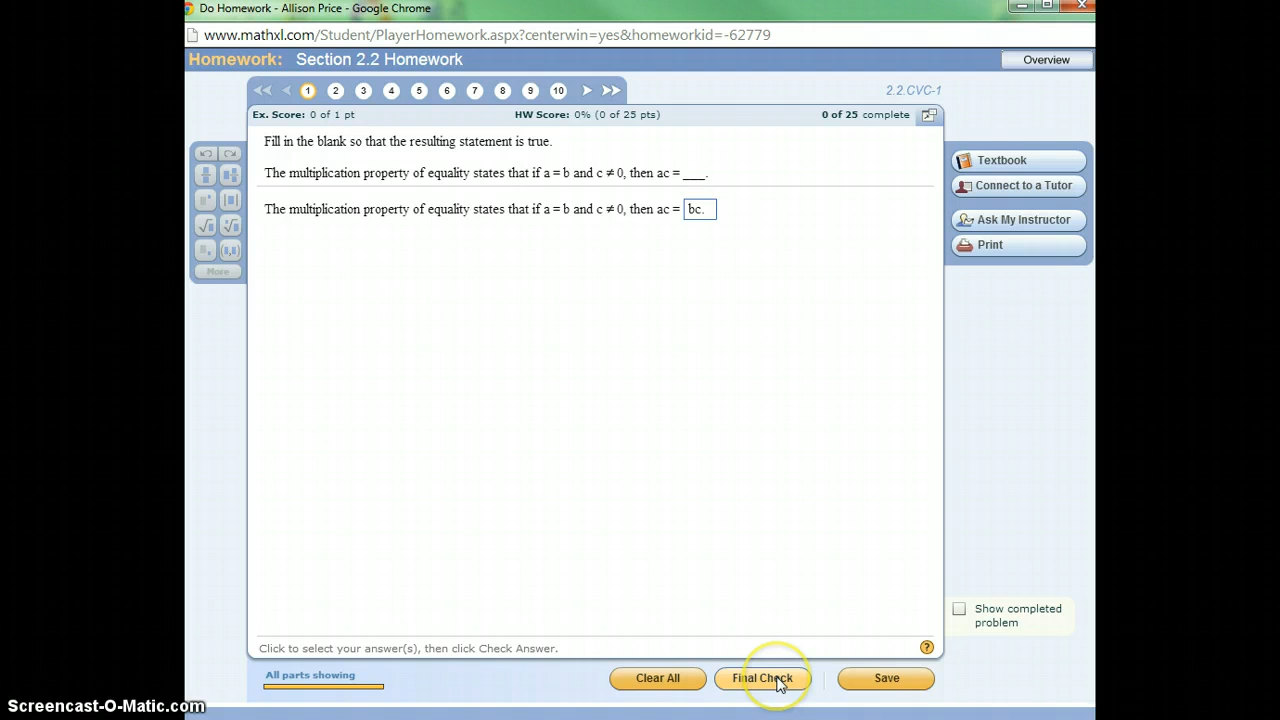 Do Homework - Allison Price - Google Chrome
www.mathxl.com/Student/PlayerHomework.aspx?centerwin=yes&homeworkid=-62779
Homework: Section 2.2 Homework
Overview
1 2 3 4 5 6 7 8 9 10
2.2.CVC-1
Ex. Score: 0 of 1 pt
HW Score: 0% (0 of 25 pts)
0 of 25 complete
Fill in the blank so that the resulting statement is true.
The multiplication property of equality states that if a = b and c ≠ 0, then ac = ___.
The multiplication property of equality states that if a = b and c ≠ 0, then ac = bc.
More
Textbook
Connect to a Tutor
Ask My Instructor
Print
Show completed
problem
Click to select your answer(s), then click Check Answer.
?
All parts showing
Clear All
Final Check
Save
Screencast-O-Matic.com